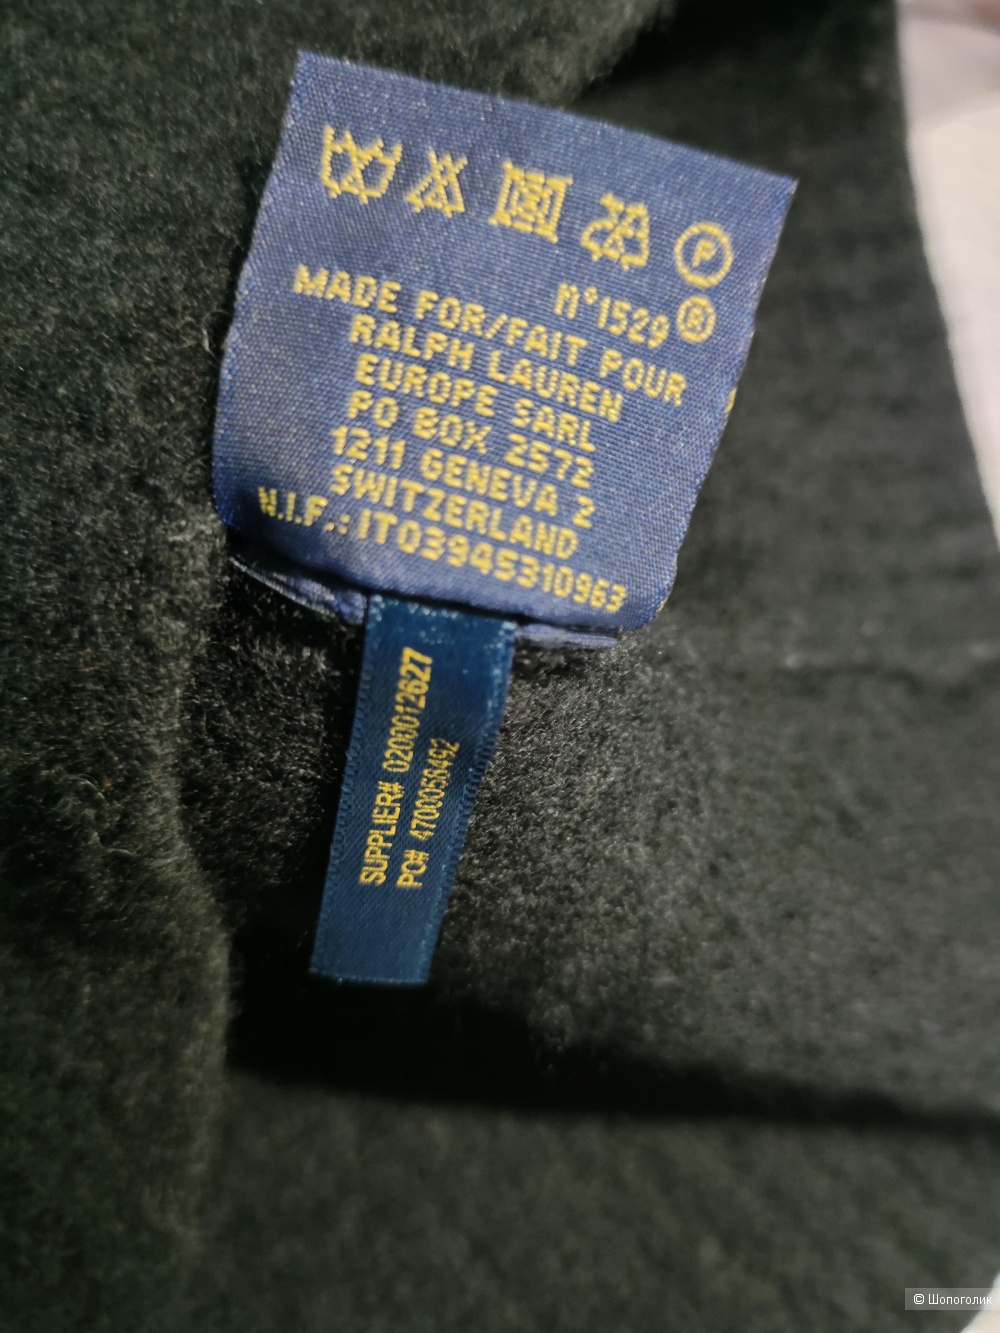 P
N°1529 ®
MADE FOR/FAIT POUR
RALPH LAUREN
EUROPE SARL
PO BOX 2572
1211 GENEVA 2
SWITZERLAND
N.I.F.: IT03945310963
SUPPLIER# 0200012627
PO# 4700058492
© Шопоголик